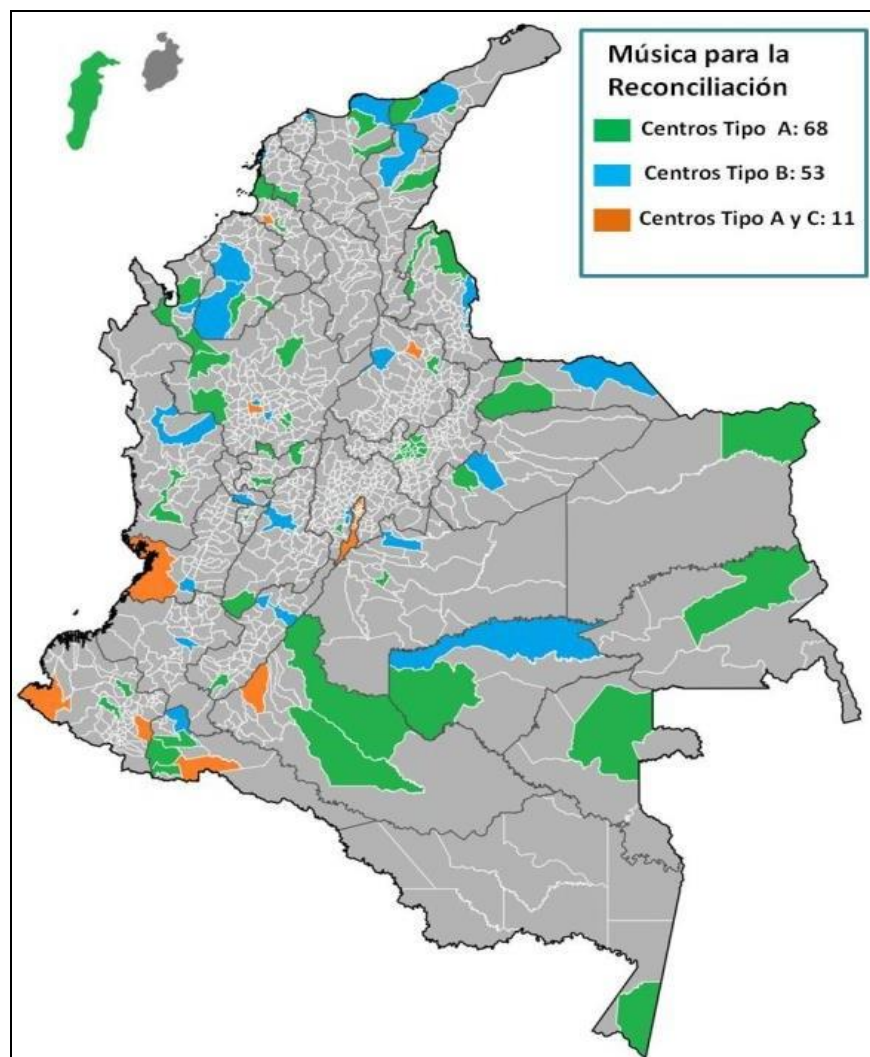 Música para la
Reconciliación
Centros Tipo A: 68
Centros Tipo B: 53
Centros Tipo A y C: 11